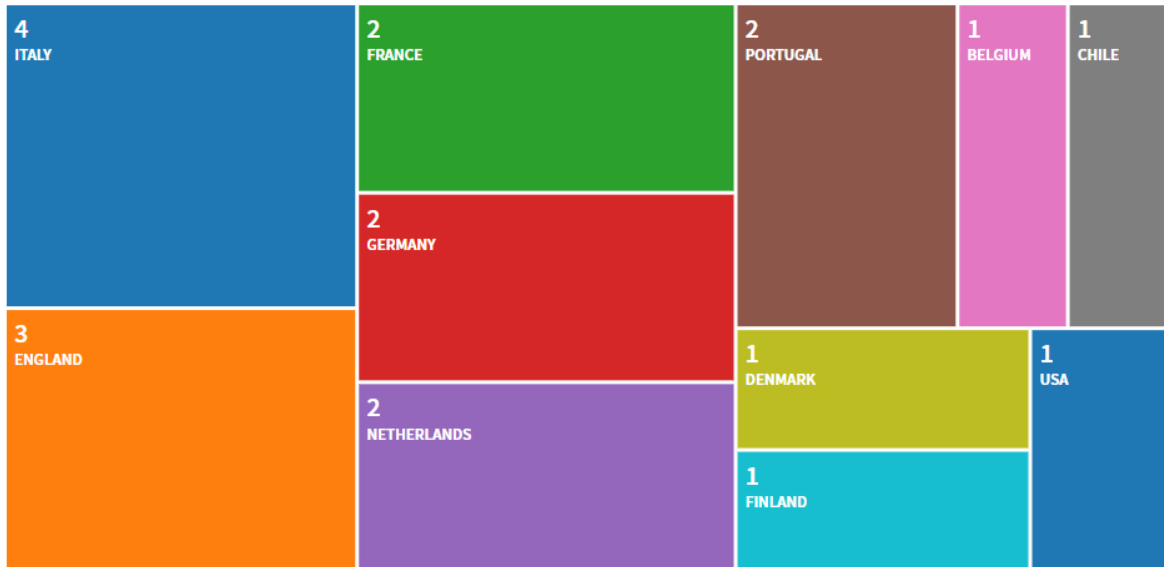 4
ITALY
3
ENGLAND
2
FRANCE
2
GERMANY
2
NETHERLANDS
2
PORTUGAL
1
BELGIUM
1
CHILE
1
DENMARK
1
FINLAND
1
USA